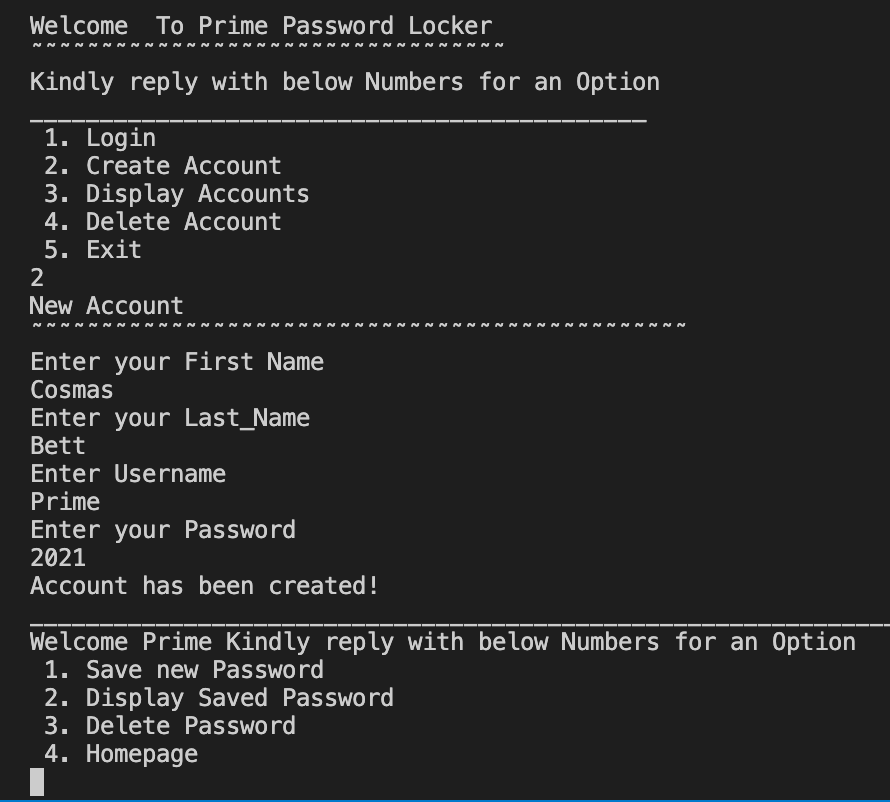 Welcome  To Prime Password Locker
~~~~~~~~~~~~~~~~~~~~~~~~~~~~~~~~~~
Kindly reply with below Numbers for an Option
____________________________________________
 1. Login
 2. Create Account
 3. Display Accounts
 4. Delete Account
 5. Exit
2
New Account
~~~~~~~~~~~~~~~~~~~~~~~~~~~~~~~~~~~~~~~~~~~~~~~
Enter your First Name
Cosmas
Enter your Last_Name
Bett
Enter Username
Prime
Enter your Password
2021
Account has been created!
______________________________________________________________
Welcome Prime Kindly reply with below Numbers for an Option
 1. Save new Password
 2. Display Saved Password
 3. Delete Password
 4. Homepage